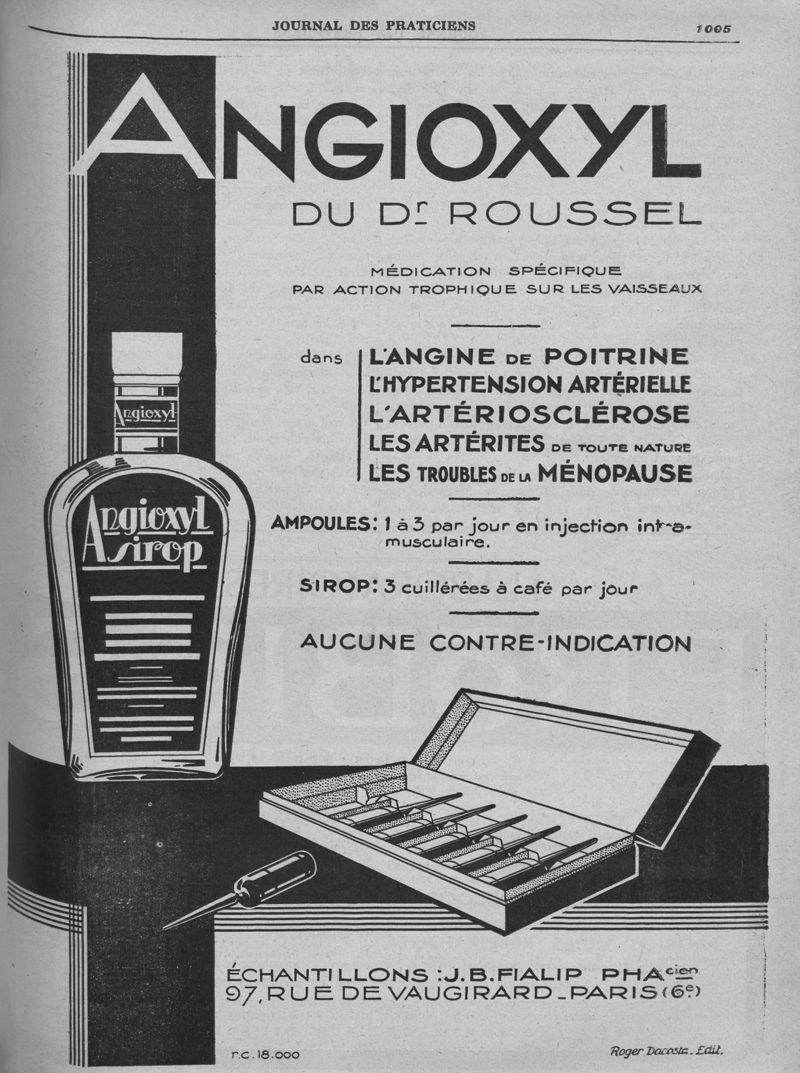 JOURNAL DES PRATICIENS 1005
ANGIOXYL
DU Dr ROUSSEL
MÉDICATION SPÉCIFIQUE
PAR ACTION TROPHIQUE SUR LES VAISSEAUX
dans L'ANGINE DE POITRINE
L'HYPERTENSION ARTÉRIELLE
L'ARTÉRIOSCLÉROSE
LES ARTÉRITES DE TOUTE NATURE
LES TROUBLES DE LA MÉNOPAUSE
Angioxyl
Angioxyl
sirop
AMPOULES: 1 à 3 par jour en injection intra-
musculaire.
SIROP: 3 cuillérées à café par jour
AUCUNE CONTRE-INDICATION
ÉCHANTILLONS : J. B. FIALIP PHAcien
97, RUE DE VAUGIRARD _ PARIS (6e)
r.c. 18.000
Roger Dacosta. Edit.